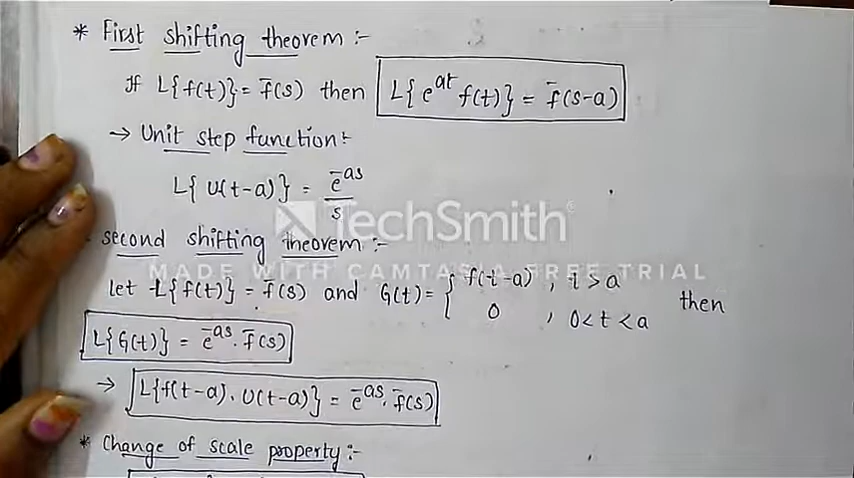 * First shifting theorem :-
If L{f(t)} = f̄(s) then L{e^at f(t)} = f̄(s-a)
→ Unit step function:-
L{U(t-a)} = e^-as/s
TechSmith®
second shifting theorem :-
MADE WITH CAMTASIA FREE TRIAL
Let L{f(t)} = f̄(s) and G(t) = { f(t-a) , t > a
0 , 0 < t < a then
L{G(t)} = e^-as . f̄(s)
→ L{f(t-a) . U(t-a)} = e^-as . f̄(s)
* Change of scale property :-